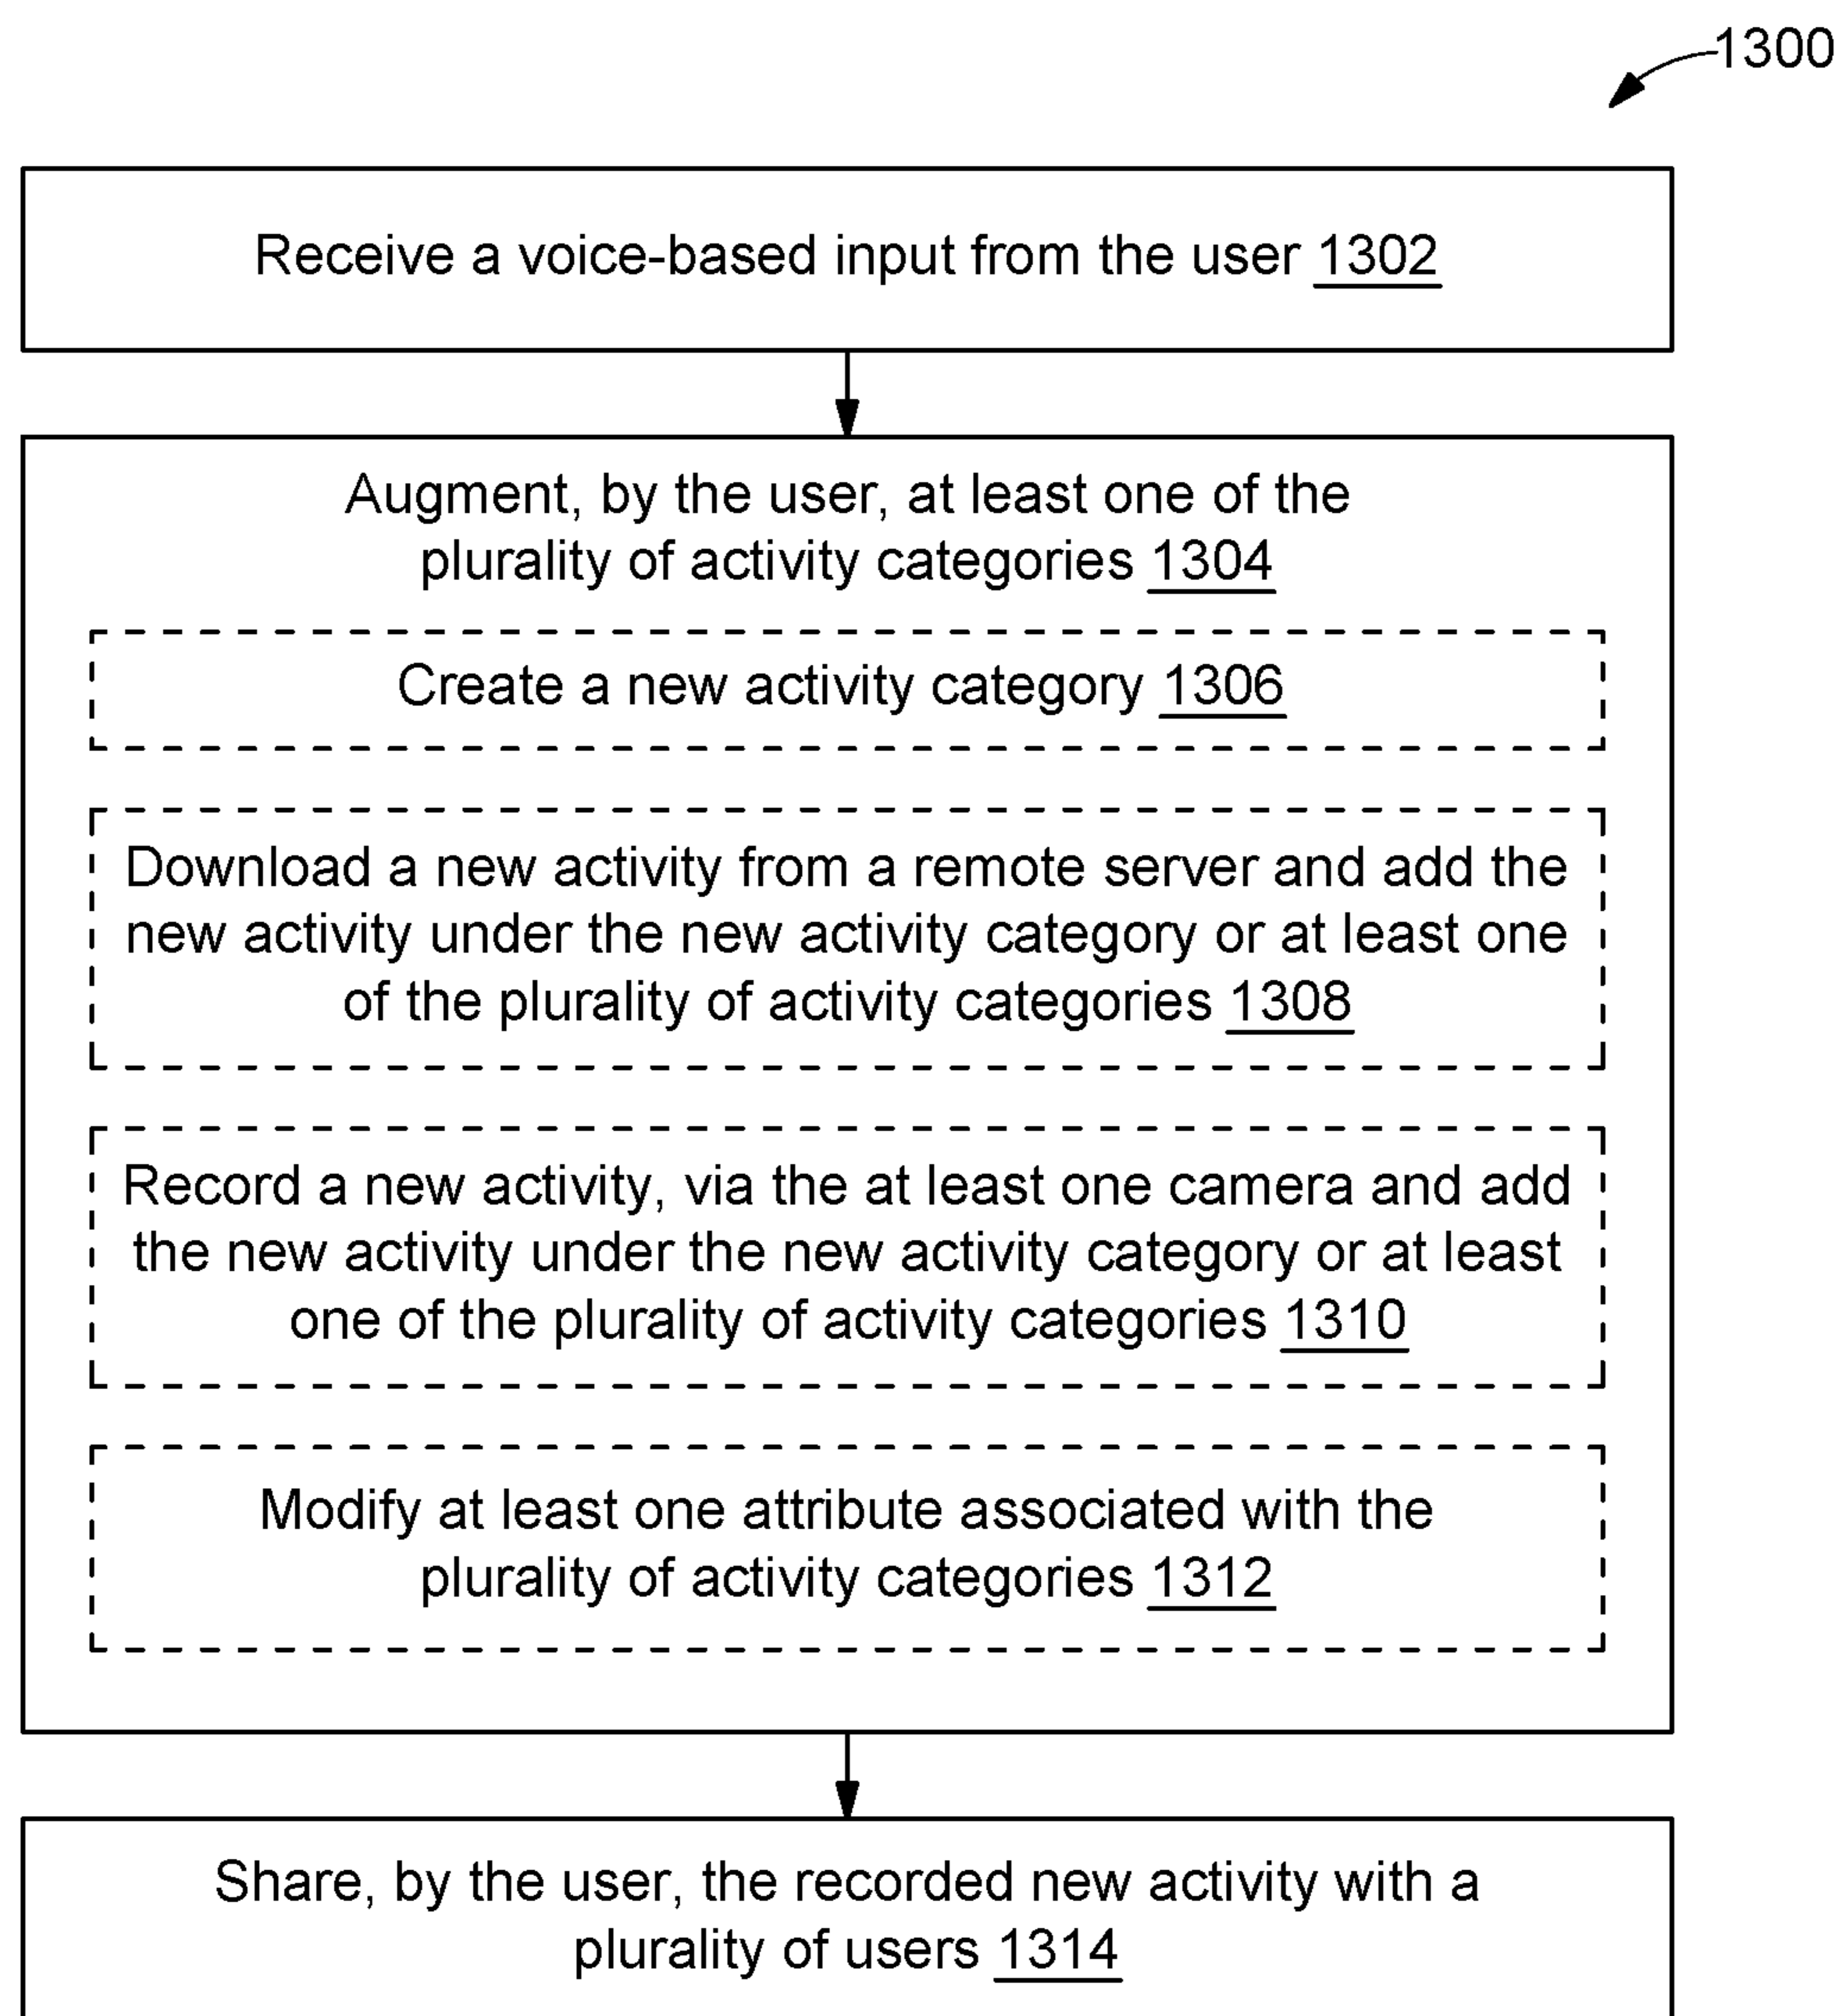 1300
Receive a voice-based input from the user 1302
Augment, by the user, at least one of the
plurality of activity categories 1304
Create a new activity category 1306
Download a new activity from a remote server and add the
new activity under the new activity category or at least one
of the plurality of activity categories 1308
Record a new activity, via the at least one camera and add
the new activity under the new activity category or at least
one of the plurality of activity categories 1310
Modify at least one attribute associated with the
plurality of activity categories 1312
Share, by the user, the recorded new activity with a
plurality of users 1314